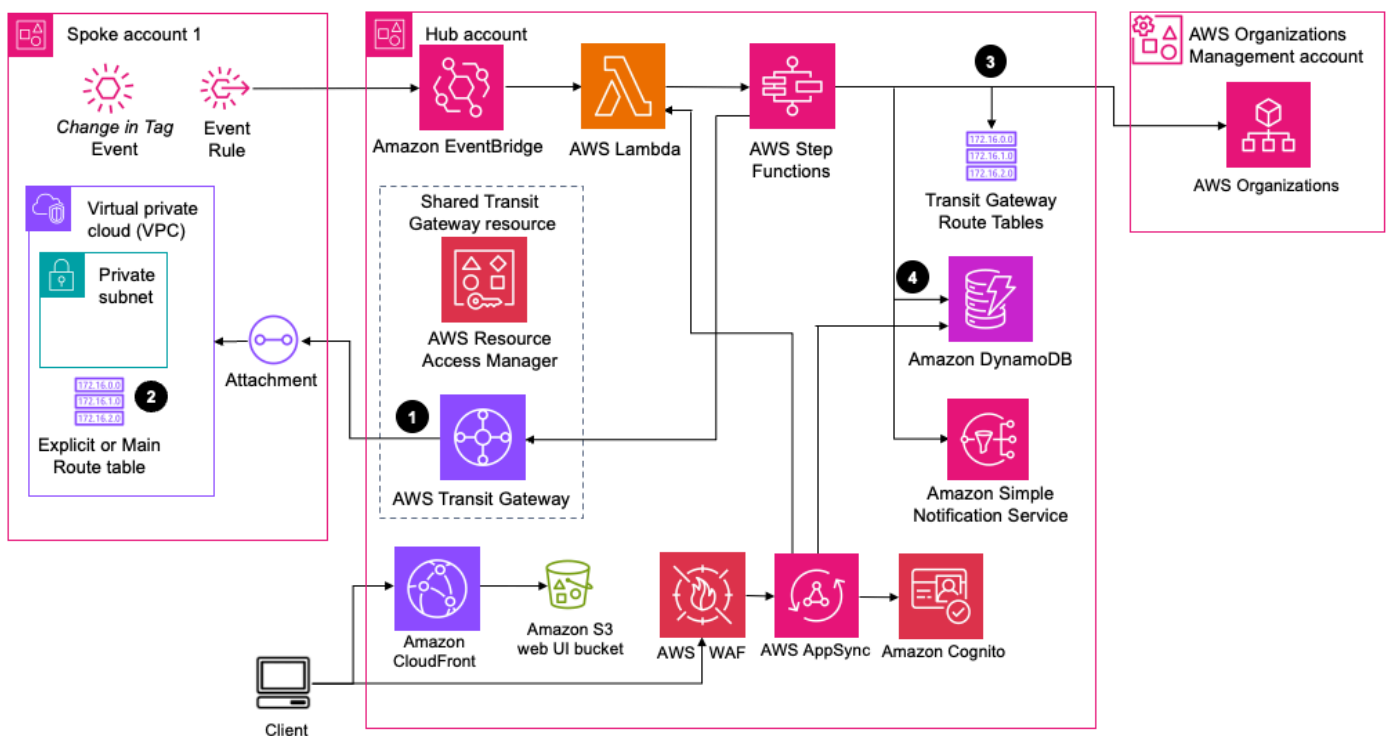 Spoke account 1
Change in Tag
Event
Event
Rule
Virtual private
cloud (VPC)
Private
subnet
172.16.0.0
172.16.1.0
172.16.2.0
2
Explicit or Main
Route table
Attachment
Hub account
Amazon EventBridge
AWS Lambda
AWS Step
Functions
3
172.16.0.0
172.16.1.0
172.16.2.0
Transit Gateway
Route Tables
Shared Transit
Gateway resource
AWS Resource
Access Manager
1
AWS Transit Gateway
4
Amazon DynamoDB
Amazon Simple
Notification Service
Amazon
CloudFront
Amazon S3
web UI bucket
AWS WAF
AWS AppSync
Amazon Cognito
Client
AWS Organizations
Management account
AWS Organizations